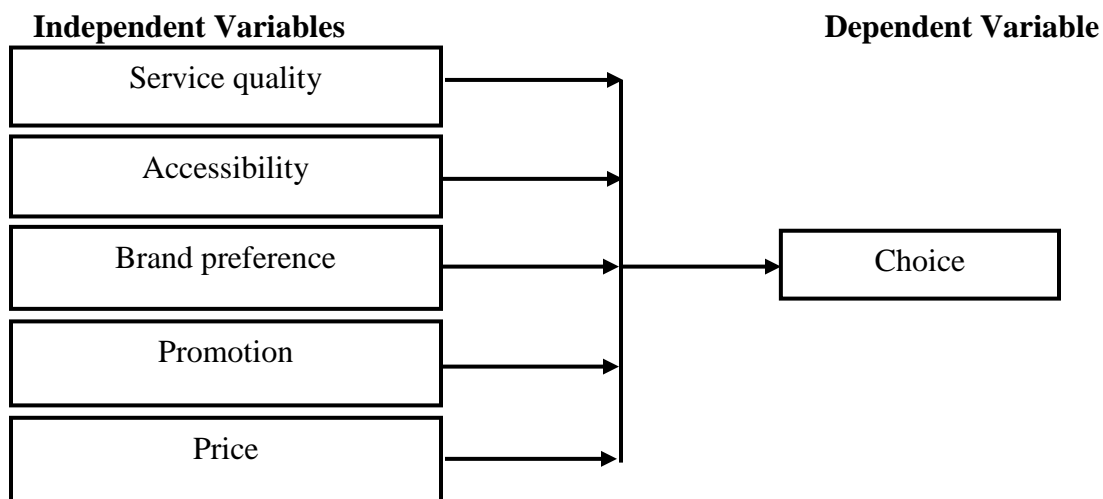 Independent Variables
Dependent Variable
Service quality
Accessibility
Brand preference
Choice
Promotion
Price